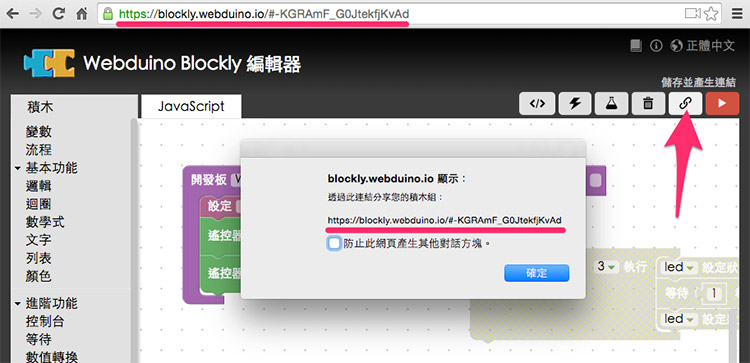 https://blockly.webduino.io/#-KGRAmF_G0JtekfjKvAd
正體中文
Webduino Blockly 編輯器
儲存並產生連結
積木
JavaScript
變數
流程
基本功能
邏輯
迴圈
數學式
文字
列表
顏色
進階功能
控制台
等待
數值轉換
開發板
設定
遙控器
遙控器
blockly.webduino.io 顯示：
透過此連結分享您的積木組：
https://blockly.webduino.io/#-KGRAmF_G0JtekfjKvAd
防止此網頁產生其他對話方塊。
確定
3 執行
led 設定狀
等待 1
led 設定